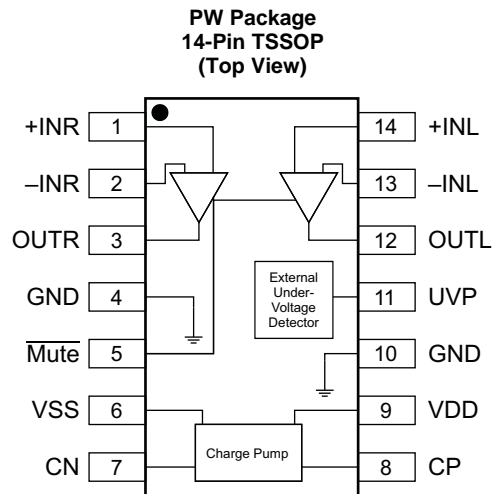 PW Package
14-Pin TSSOP
(Top View)
+INR 1 14 +INL
–INR 2 13 –INL
OUTR 3 12 OUTL
GND 4 11 UVP
External
Under-
Voltage
Detector
Mute 5 10 GND
VSS 6 9 VDD
CN 7 8 CP
Charge Pump